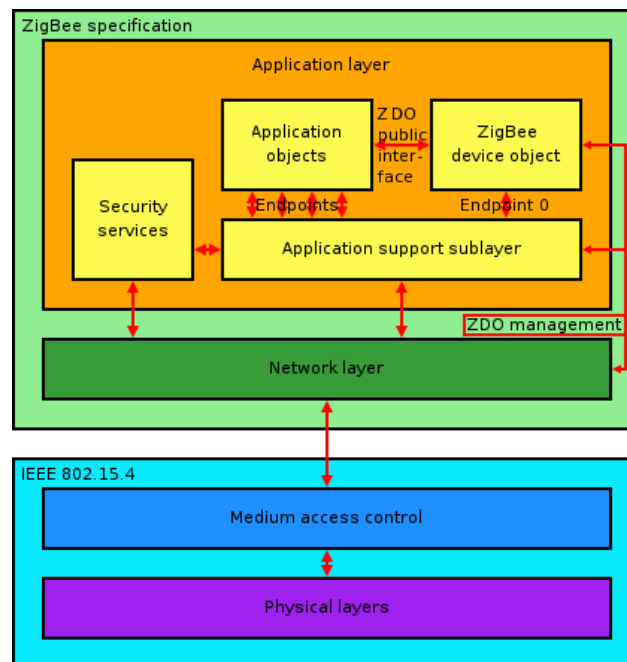 ZigBee specification
Application layer
Application
objects
ZDO
public
inter-
face
ZigBee
device object
Security
services
Endpoints
Endpoint 0
Application support sublayer
ZDO management
Network layer
IEEE 802.15.4
Medium access control
Physical layers